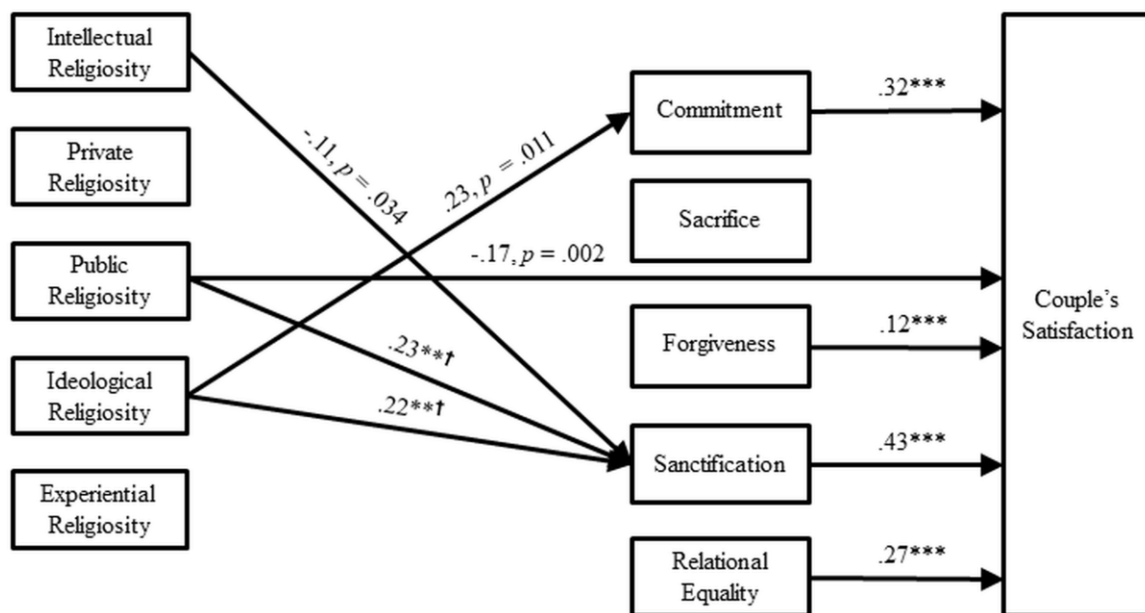 Intellectual
Religiosity
Private
Religiosity
Public
Religiosity
Ideological
Religiosity
Experiential
Religiosity
-.11, p = .034
.23, p = .011
-.17, p = .002
.23**†
.22**†
Commitment
Sacrifice
Forgiveness
Sanctification
Relational
Equality
.32***
.12***
.43***
.27***
Couple's
Satisfaction